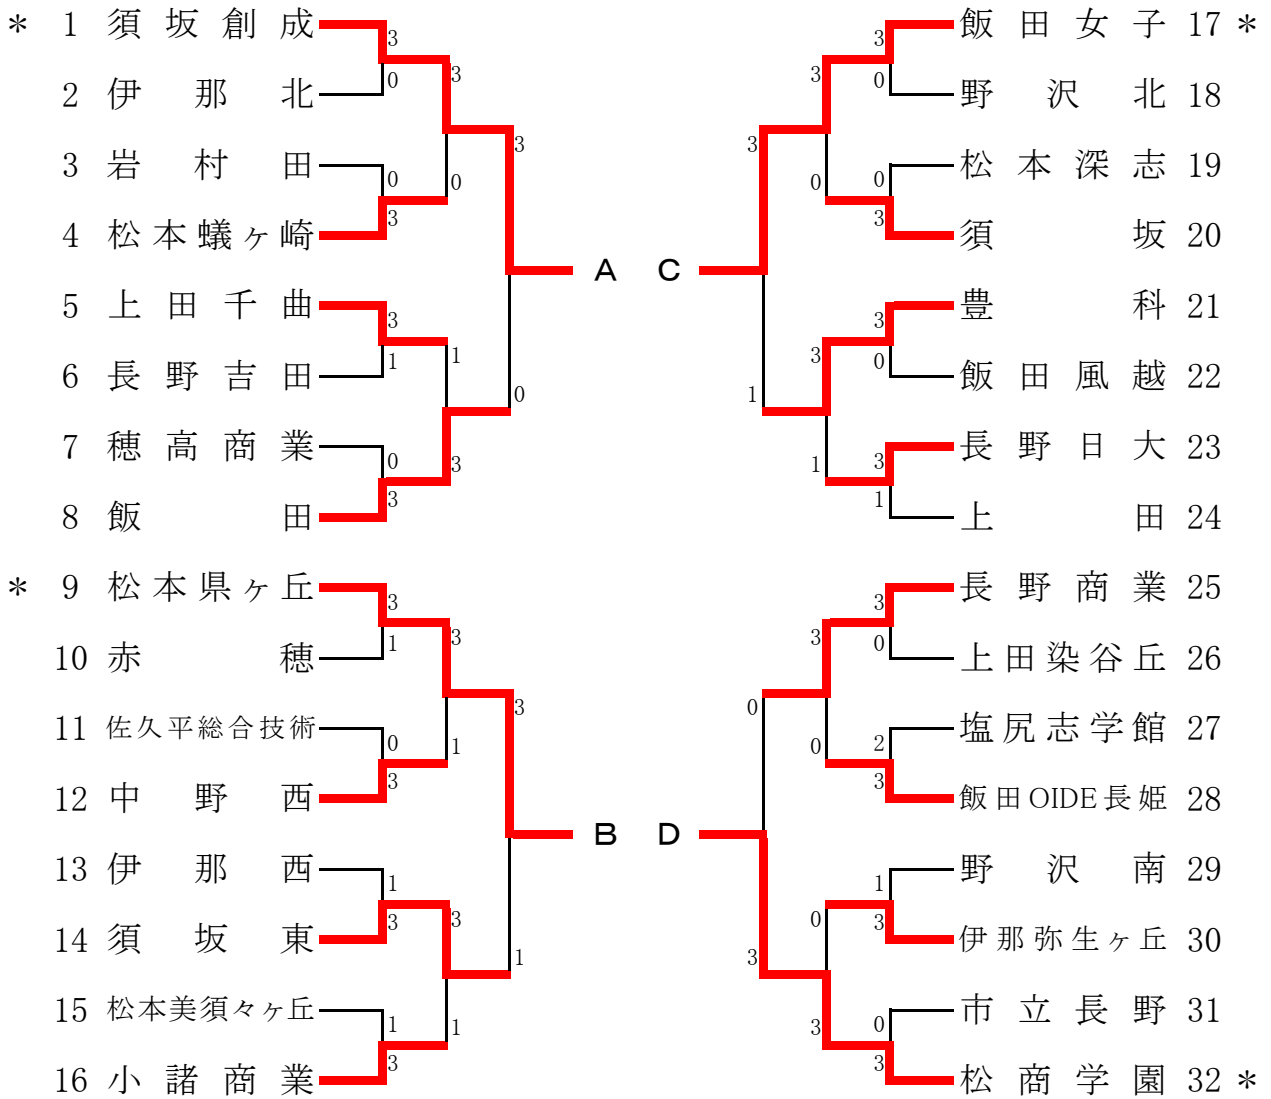 * 1 須坂創成
3
0
2 伊那北
3
3 岩村田
0
3
4 松本蟻ヶ崎
0
3
5 上田千曲
3
1
6 長野吉田
1
7 穂高商業
0
3
8 飯田
3
0
A
* 9 松本県ヶ丘
3
1
10 赤穂
3
11 佐久平総合技術
0
3
12 中野西
1
3
13 伊那西
1
3
14 須坂東
3
15 松本美須々ヶ丘
1
3
16 小諸商業
1
1
B
飯田女子 17 *
3
0
野沢北 18
3
松本深志 19
0
3
須坂 20
0
3
豊科 21
3
0
飯田風越 22
3
長野日大 23
3
1
上田 24
1
1
C
長野商業 25
3
0
上田染谷丘 26
3
塩尻志学館 27
2
3
飯田OIDE長姫 28
0
0
野沢南 29
1
3
伊那弥生ヶ丘 30
0
市立長野 31
0
3
松商学園 32 *
3
3
D